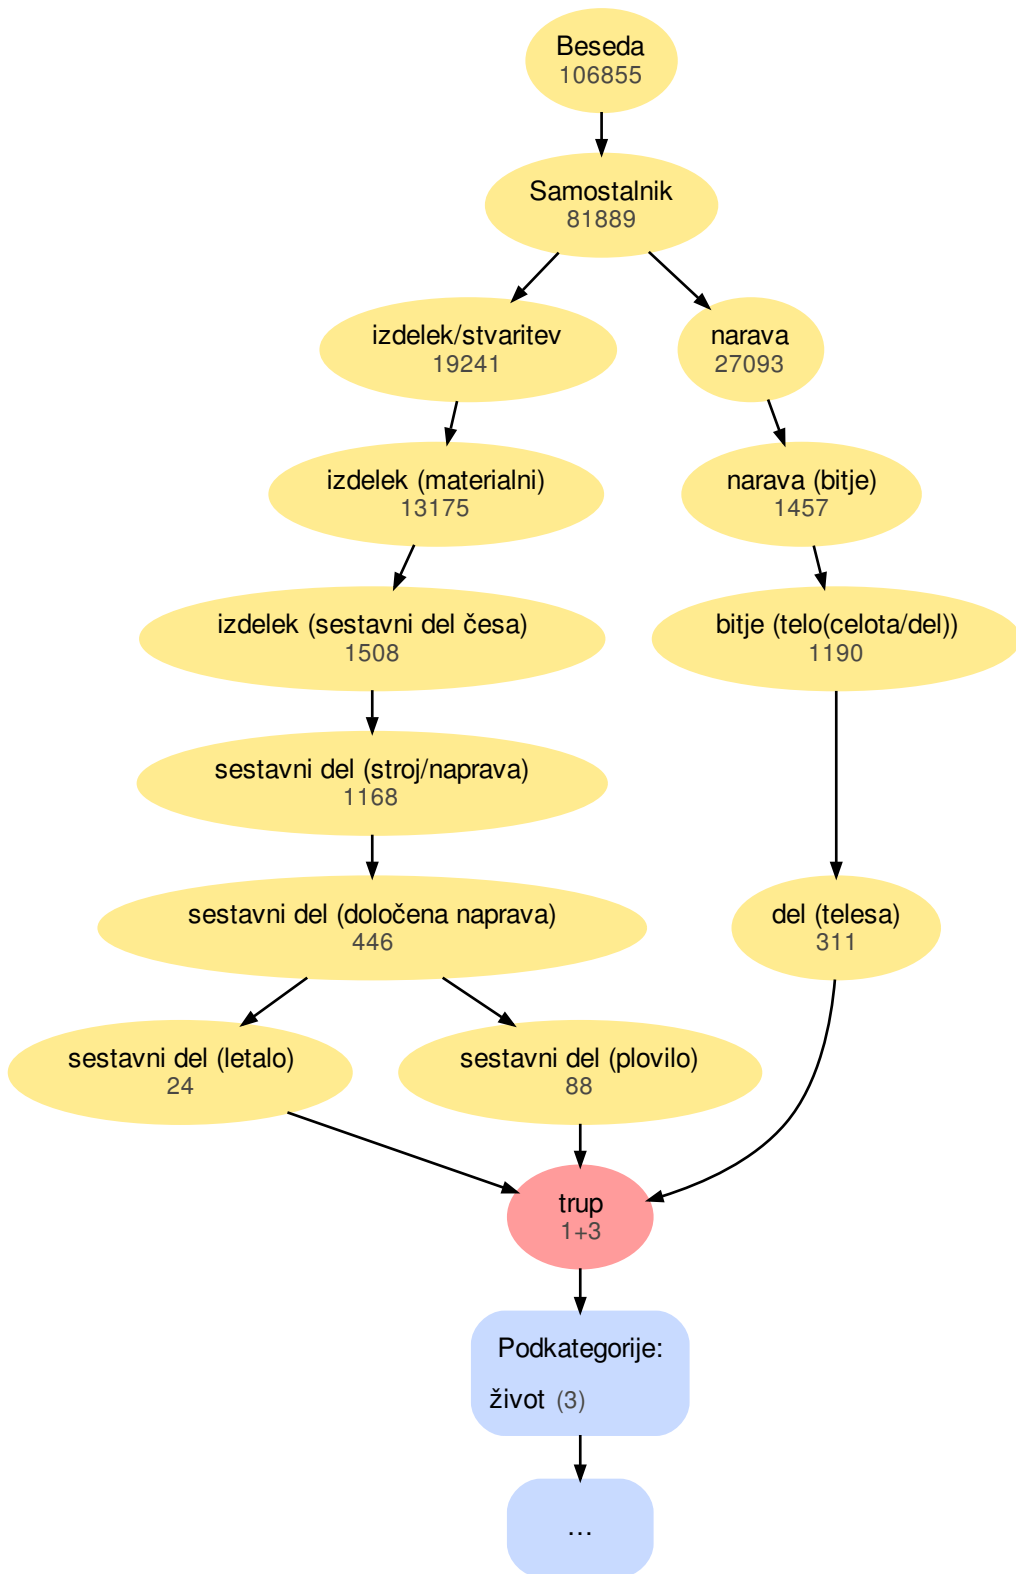 Beseda
106855
Samostalnik
81889
izdelek/stvaritev
19241
narava
27093
izdelek (materialni)
13175
narava (bitje)
1457
izdelek (sestavni del česa)
1508
bitje (telo(celota/del))
1190
sestavni del (stroj/naprava)
1168
sestavni del (določena naprava)
446
del (telesa)
311
sestavni del (letalo)
24
sestavni del (plovilo)
88
trup
1+3
Podkategorije:
život (3)
...